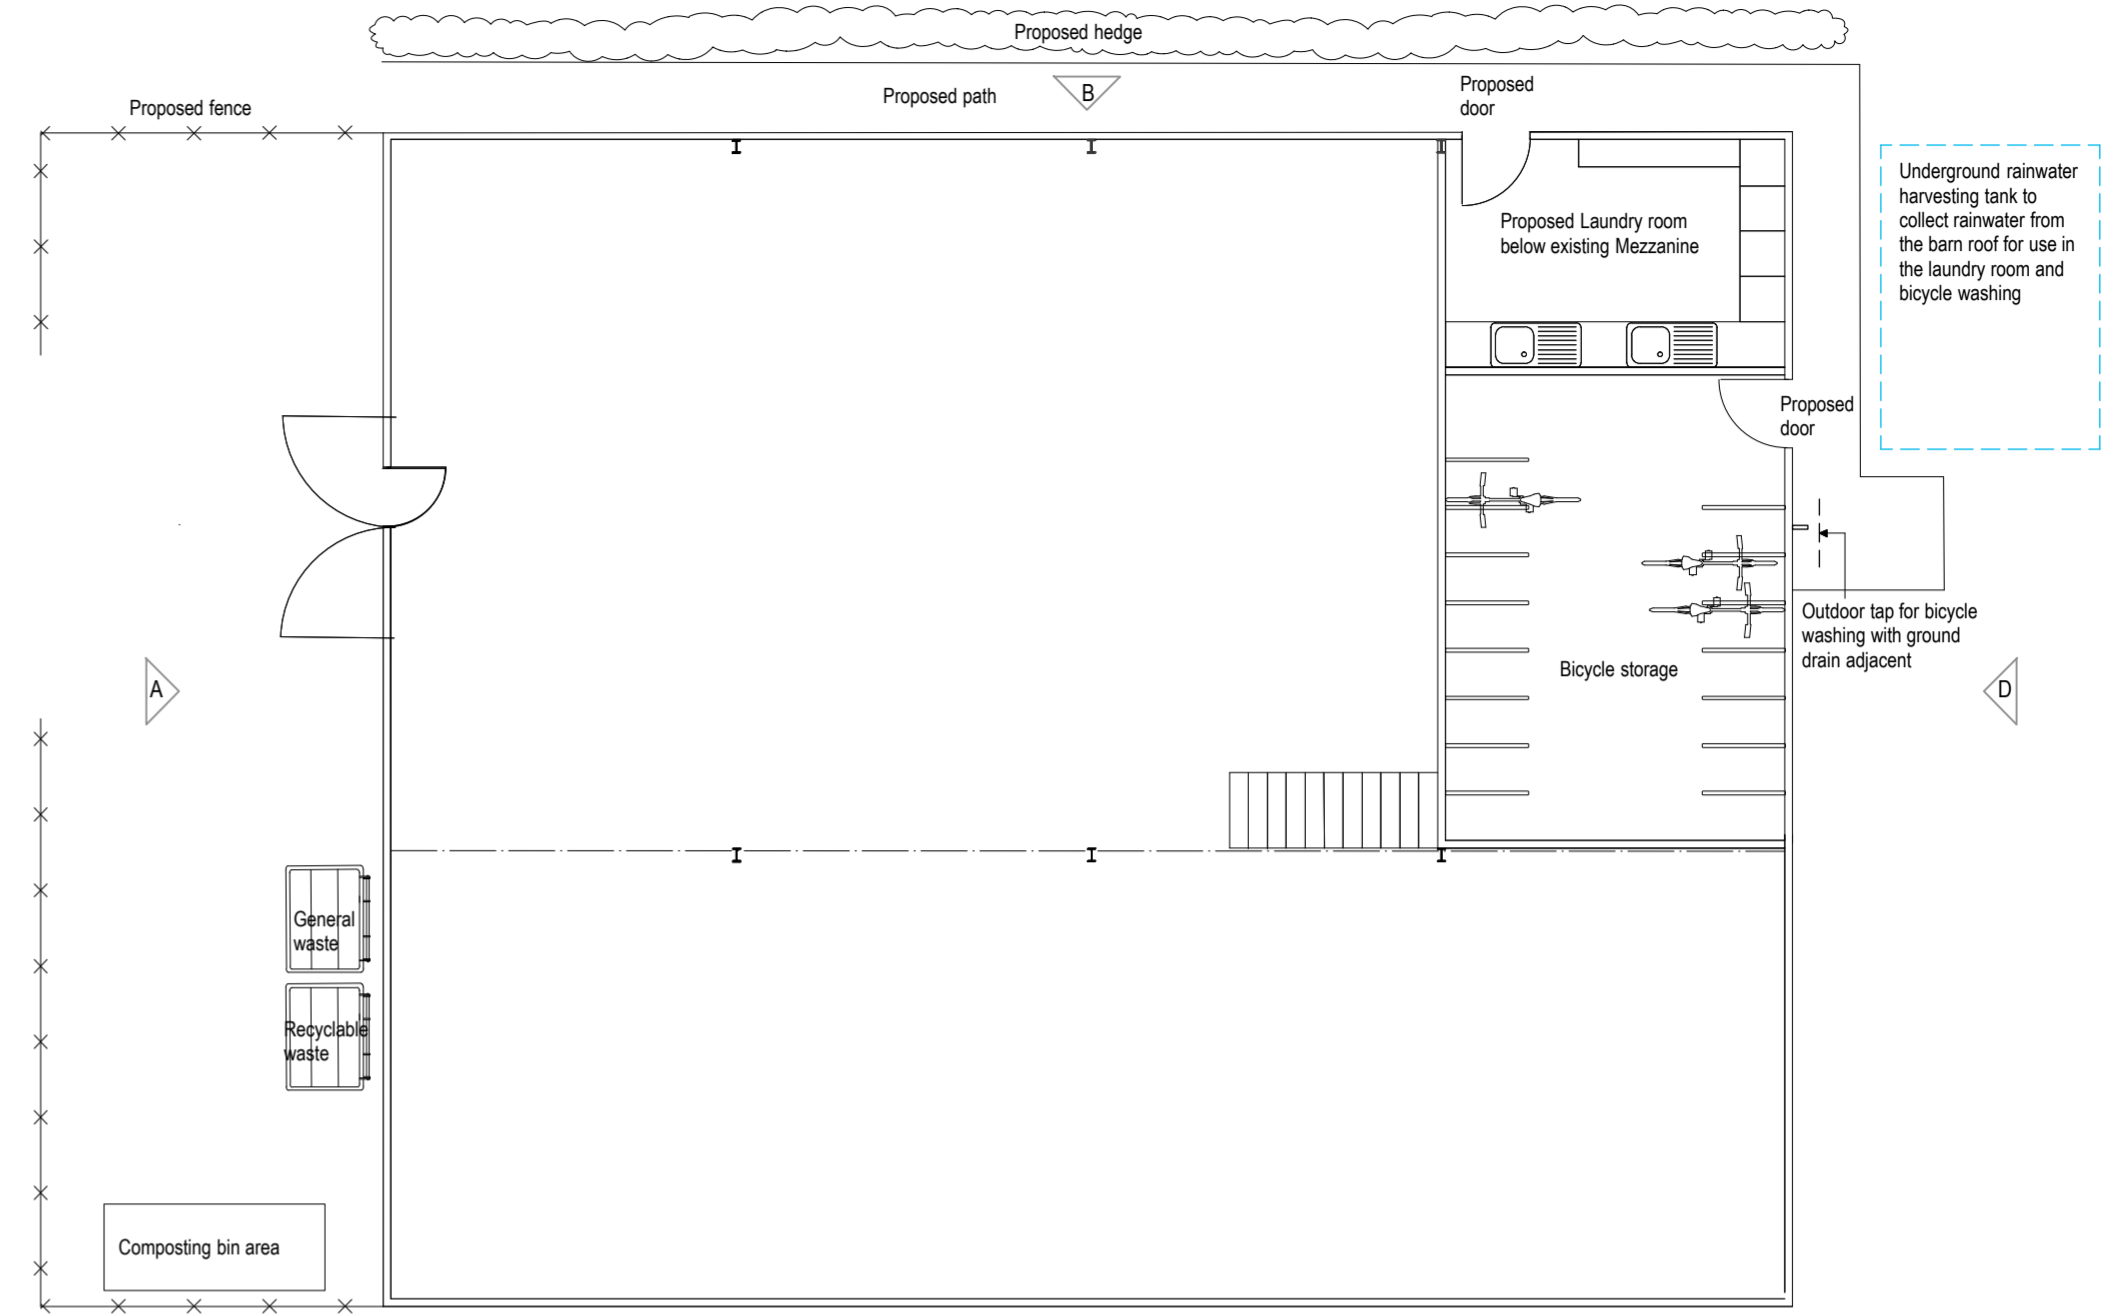 Proposed hedge
Proposed path
B
Proposed
door
Proposed fence
Underground rainwater
harvesting tank to
collect rainwater from
the barn roof for use in
the laundry room and
bicycle washing
Proposed Laundry room
below existing Mezzanine
Proposed
door
Outdoor tap for bicycle
washing with ground
drain adjacent
Bicycle storage
A
D
General
waste
Recyclable
waste
Composting bin area